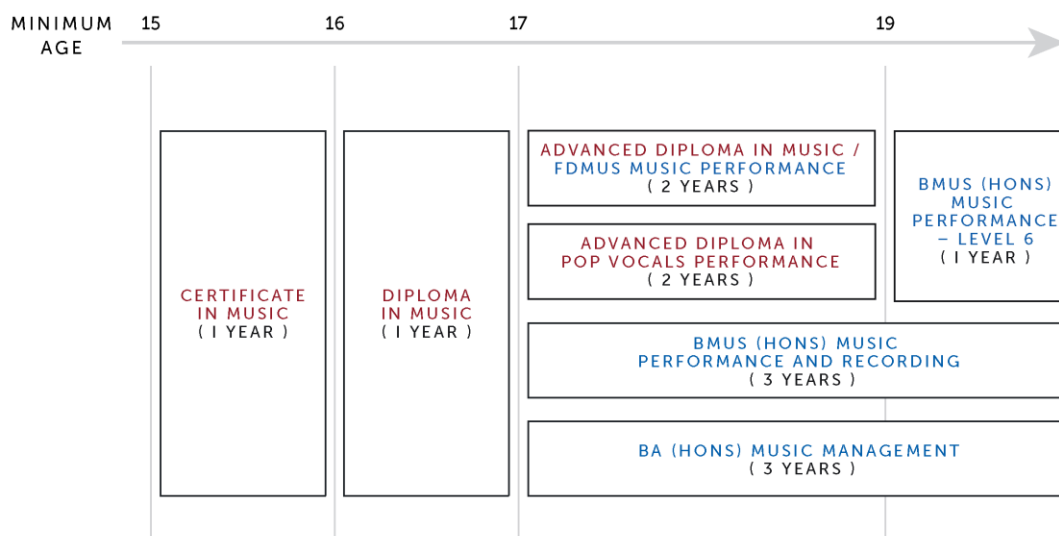 MINIMUM
AGE
15
16
17
19
CERTIFICATE
IN MUSIC
( 1 YEAR )
DIPLOMA
IN MUSIC
( 1 YEAR )
ADVANCED DIPLOMA IN MUSIC /
FDMUS MUSIC PERFORMANCE
( 2 YEARS )
ADVANCED DIPLOMA IN
POP VOCALS PERFORMANCE
( 2 YEARS )
BMUS (HONS)
MUSIC
PERFORMANCE
– LEVEL 6
( 1 YEAR )
BMUS (HONS) MUSIC
PERFORMANCE AND RECORDING
( 3 YEARS )
BA (HONS) MUSIC MANAGEMENT
( 3 YEARS )